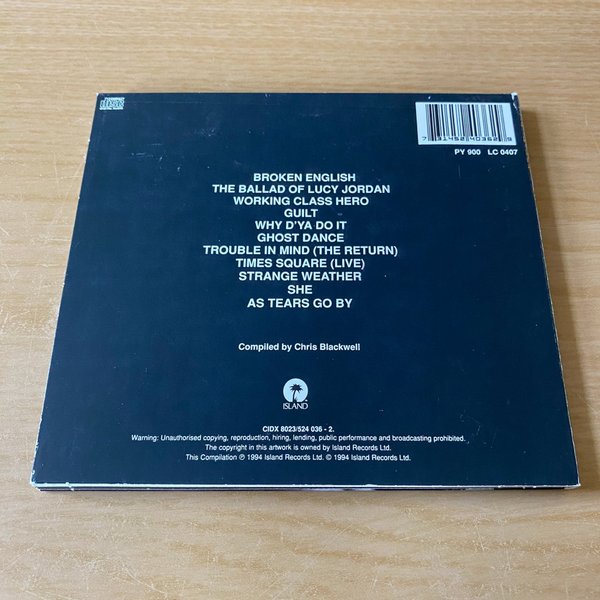 7 31452 40362 9
PY 900 LC 0407
BROKEN ENGLISH
THE BALLAD OF LUCY JORDAN
WORKING CLASS HERO
GUILT
WHY D'YA DO IT
GHOST DANCE
TROUBLE IN MIND (THE RETURN)
TIMES SQUARE (LIVE)
STRANGE WEATHER
SHE
AS TEARS GO BY
Compiled by Chris Blackwell
ISLAND
CIDX 8023/524 036 - 2.
Warning: Unauthorised copying, reproduction, hiring, lending, public performance and broadcasting prohibited.
The copyright in this artwork is owned by Island Records Ltd.
This Compilation ℗ 1994 Island Records Ltd. © 1994 Island Records Ltd.